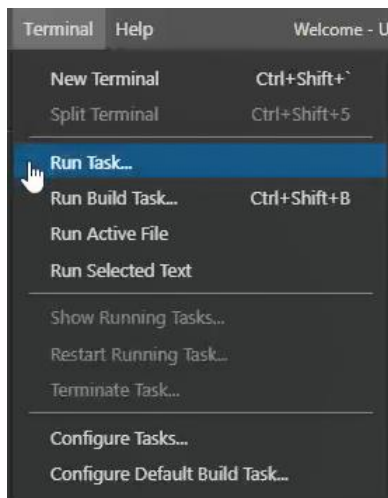 Terminal Help Welcome - U
New Terminal Ctrl+Shift+`
Split Terminal Ctrl+Shift+5
Run Task...
Run Build Task... Ctrl+Shift+B
Run Active File
Run Selected Text
Show Running Tasks...
Restart Running Task...
Terminate Task...
Configure Tasks...
Configure Default Build Task...